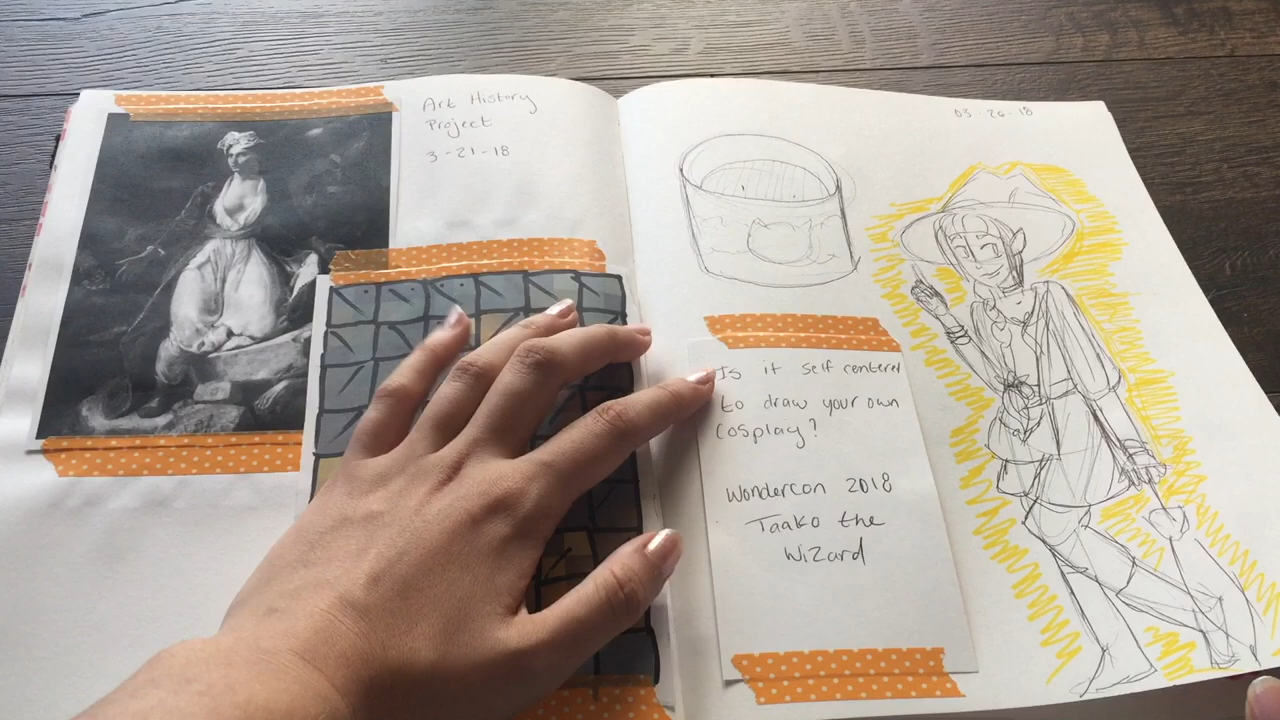 Art History
Project
3-21-18
03-26-18
Is it self centered
to draw your own
Cosplay?
Wondercon 2018
Taako the
Wizard